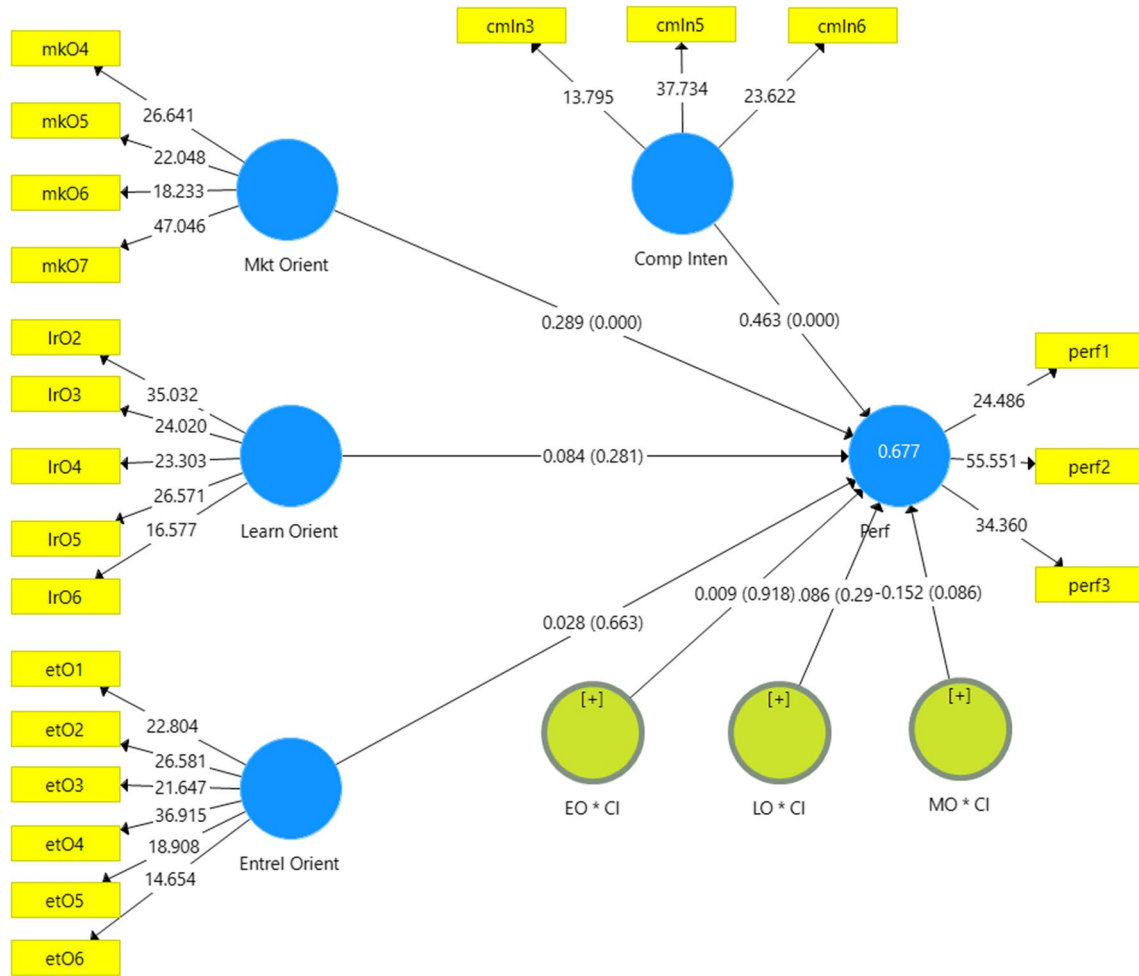 cmIn3
cmIn5
cmIn6
13.795
37.734
23.622
Comp Inten
mkO4
mkO5
mkO6
mkO7
26.641
22.048
18.233
47.046
Mkt Orient
0.289 (0.000)
0.463 (0.000)
lrO2
lrO3
lrO4
lrO5
lrO6
35.032
24.020
23.303
26.571
16.577
Learn Orient
0.084 (0.281)
0.677
Perf
perf1
perf2
perf3
24.486
55.551
34.360
etO1
etO2
etO3
etO4
etO5
etO6
22.804
26.581
21.647
36.915
18.908
14.654
Entrel Orient
0.028 (0.663)
0.009 (0.918)
.086 (0.29
-0.152 (0.086)
[+]
EO * CI
[+]
LO * CI
[+]
MO * CI